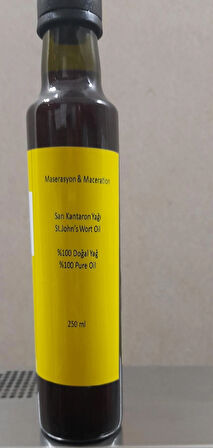 Maserasyon & Maceration
Sarı Kantaron Yağı
St.John's Wort Oil
%100 Doğal Yağ
%100 Pure Oil
250 ml